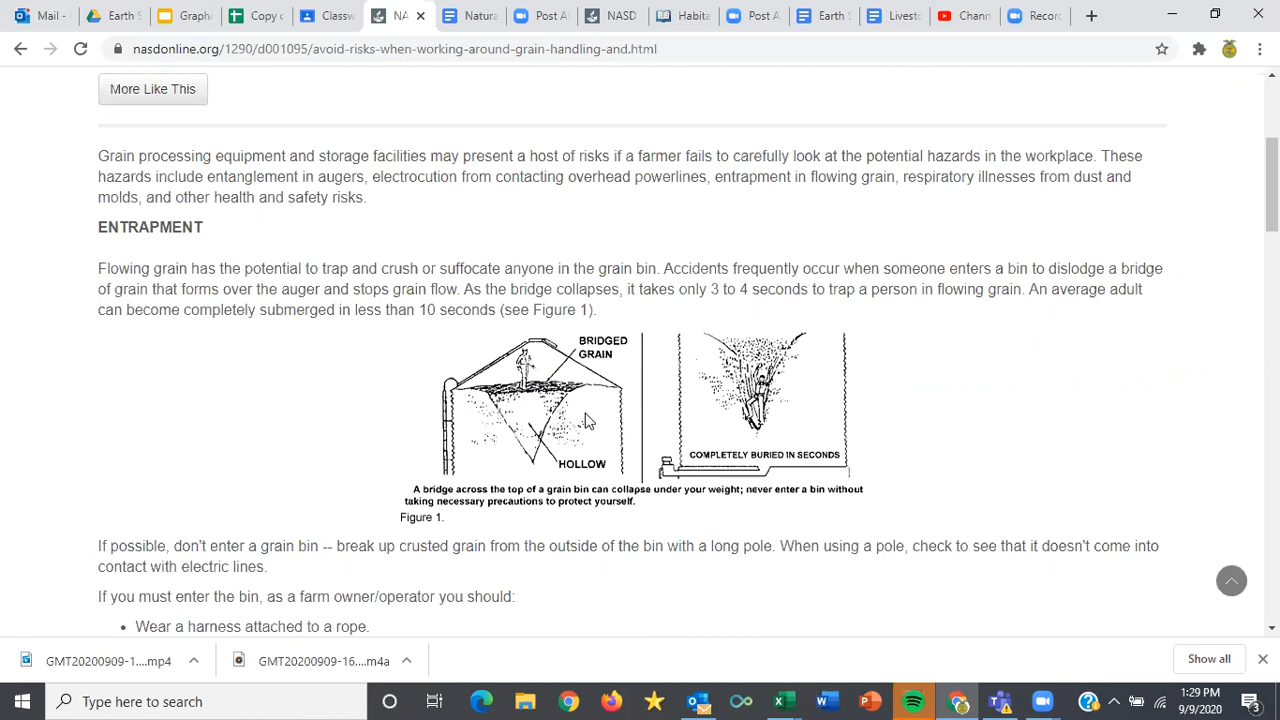 Mail -
Earth S
Graphi
Copy c
Classw
NA
Natura
Post At
NASD
Habita
Post A
Earth S
Livesto
Chann
Recor
nasdonline.org/1290/d001095/avoid-risks-when-working-around-grain-handling-and.html
More Like This
Grain processing equipment and storage facilities may present a host of risks if a farmer fails to carefully look at the potential hazards in the workplace. These
hazards include entanglement in augers, electrocution from contacting overhead powerlines, entrapment in flowing grain, respiratory illnesses from dust and
molds, and other health and safety risks.
ENTRAPMENT
Flowing grain has the potential to trap and crush or suffocate anyone in the grain bin. Accidents frequently occur when someone enters a bin to dislodge a bridge
of grain that forms over the auger and stops grain flow. As the bridge collapses, it takes only 3 to 4 seconds to trap a person in flowing grain. An average adult
can become completely submerged in less than 10 seconds (see Figure 1).
BRIDGED
GRAIN
HOLLOW
COMPLETELY BURIED IN SECONDS
A bridge across the top of a grain bin can collapse under your weight; never enter a bin without
taking necessary precautions to protect yourself.
Figure 1.
If possible, don't enter a grain bin -- break up crusted grain from the outside of the bin with a long pole. When using a pole, check to see that it doesn't come into
contact with electric lines.
If you must enter the bin, as a farm owner/operator you should:
• Wear a harness attached to a rope.
GMT20200909-1....mp4
GMT20200909-16....m4a
Show all
Type here to search
1:29 PM
9/9/2020
3